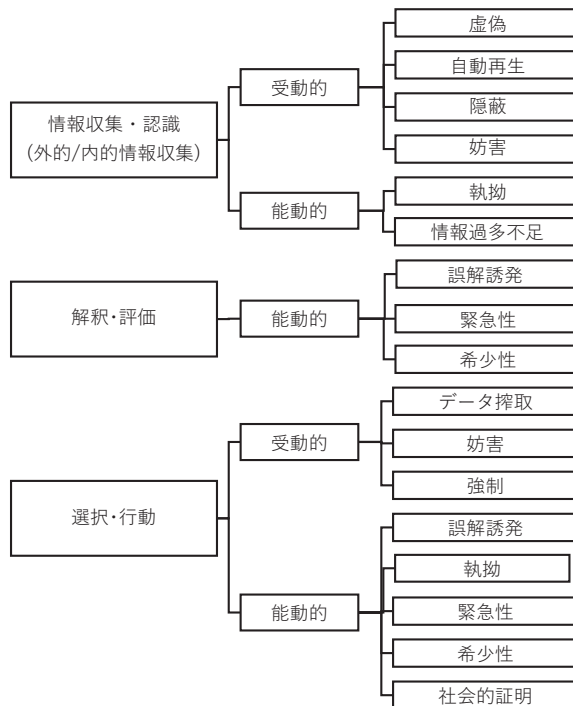 情報収集・認識
(外的/内的情報収集)
受動的
虚偽
自動再生
隠蔽
妨害
能動的
執拗
情報過多不足
解釈・評価
能動的
誤解誘発
緊急性
希少性
選択・行動
受動的
データ搾取
妨害
強制
能動的
誤解誘発
執拗
緊急性
希少性
社会的証明